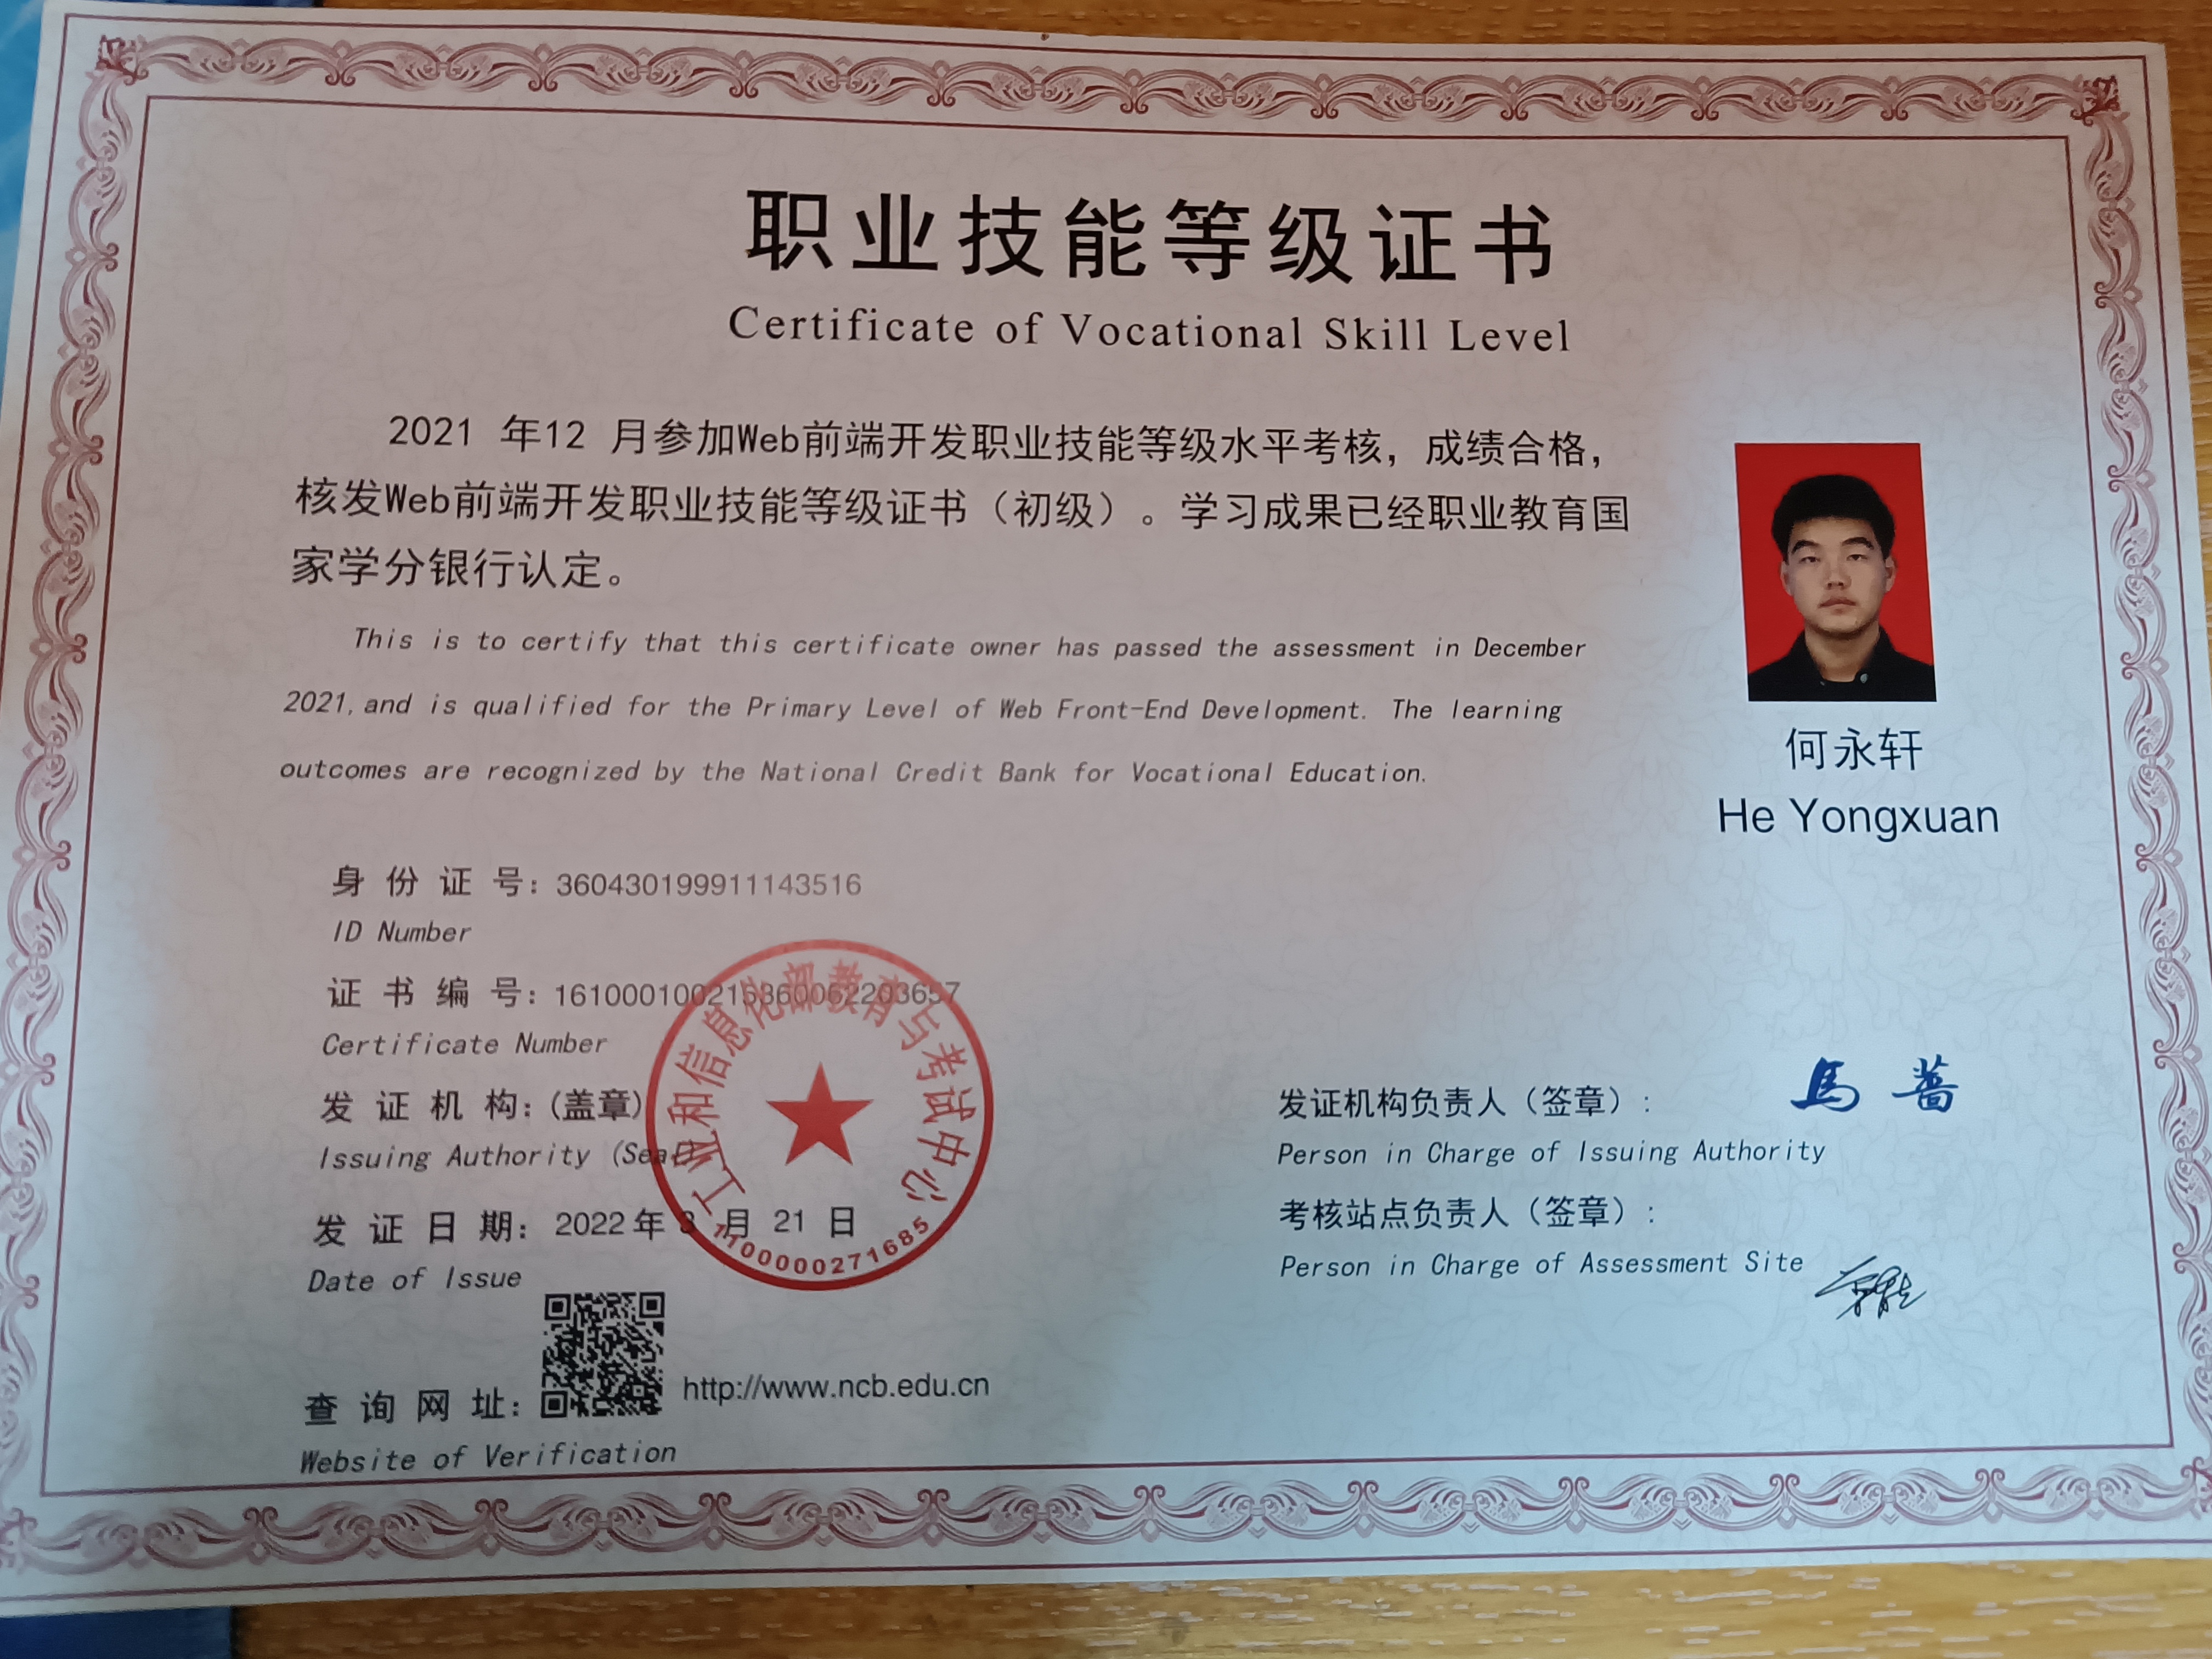 职业技能等级证书
Certificate of Vocational Skill Level
2021 年12 月参加Web前端开发职业技能等级水平考核，成绩合格，
核发Web前端开发职业技能等级证书（初级）。学习成果已经职业教育国
家学分银行认定。
This is to certify that this certificate owner has passed the assessment in December
2021, and is qualified for the Primary Level of Web Front-End Development. The learning
outcomes are recognized by the National Credit Bank for Vocational Education.
何永轩
He Yongxuan
身 份 证 号：360430199911143516
ID Number
证 书 编 号：
Certificate Number
发 证 机 构：(盖章)
Issuing Authority (Seal)
工业和信息化部教育与考试中心
1100000271685
发 证 日 期：2022 年 3 月 21 日
Date of Issue
查 询 网 址：http://www.ncb.edu.cn
Website of Verification
发证机构负责人（签章）：馬 蔷
Person in Charge of Issuing Authority
考核站点负责人（签章）：
Person in Charge of Assessment Site